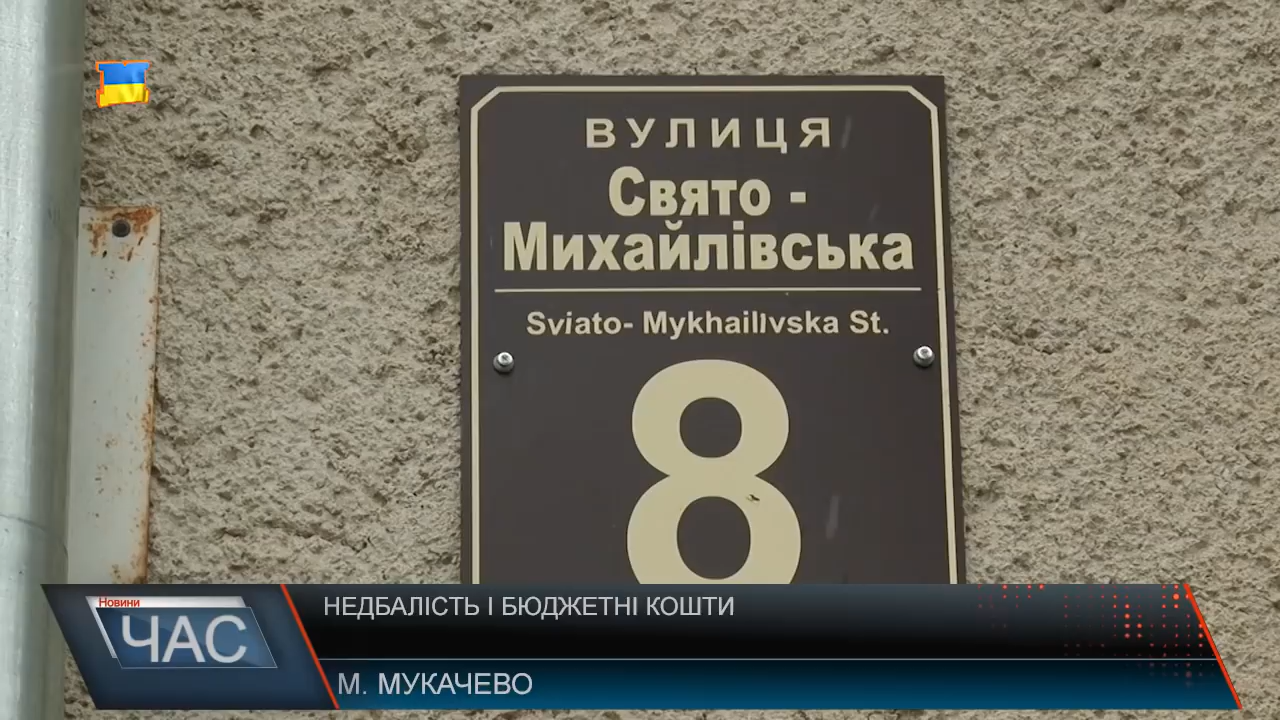 ВУЛИЦЯ
Свято -
Михайлівська
Sviato- Mykhailivska St.
8
Новини
ЧАС
НЕДБАЛІСТЬ І БЮДЖЕТНІ КОШТИ
М. МУКАЧЕВО